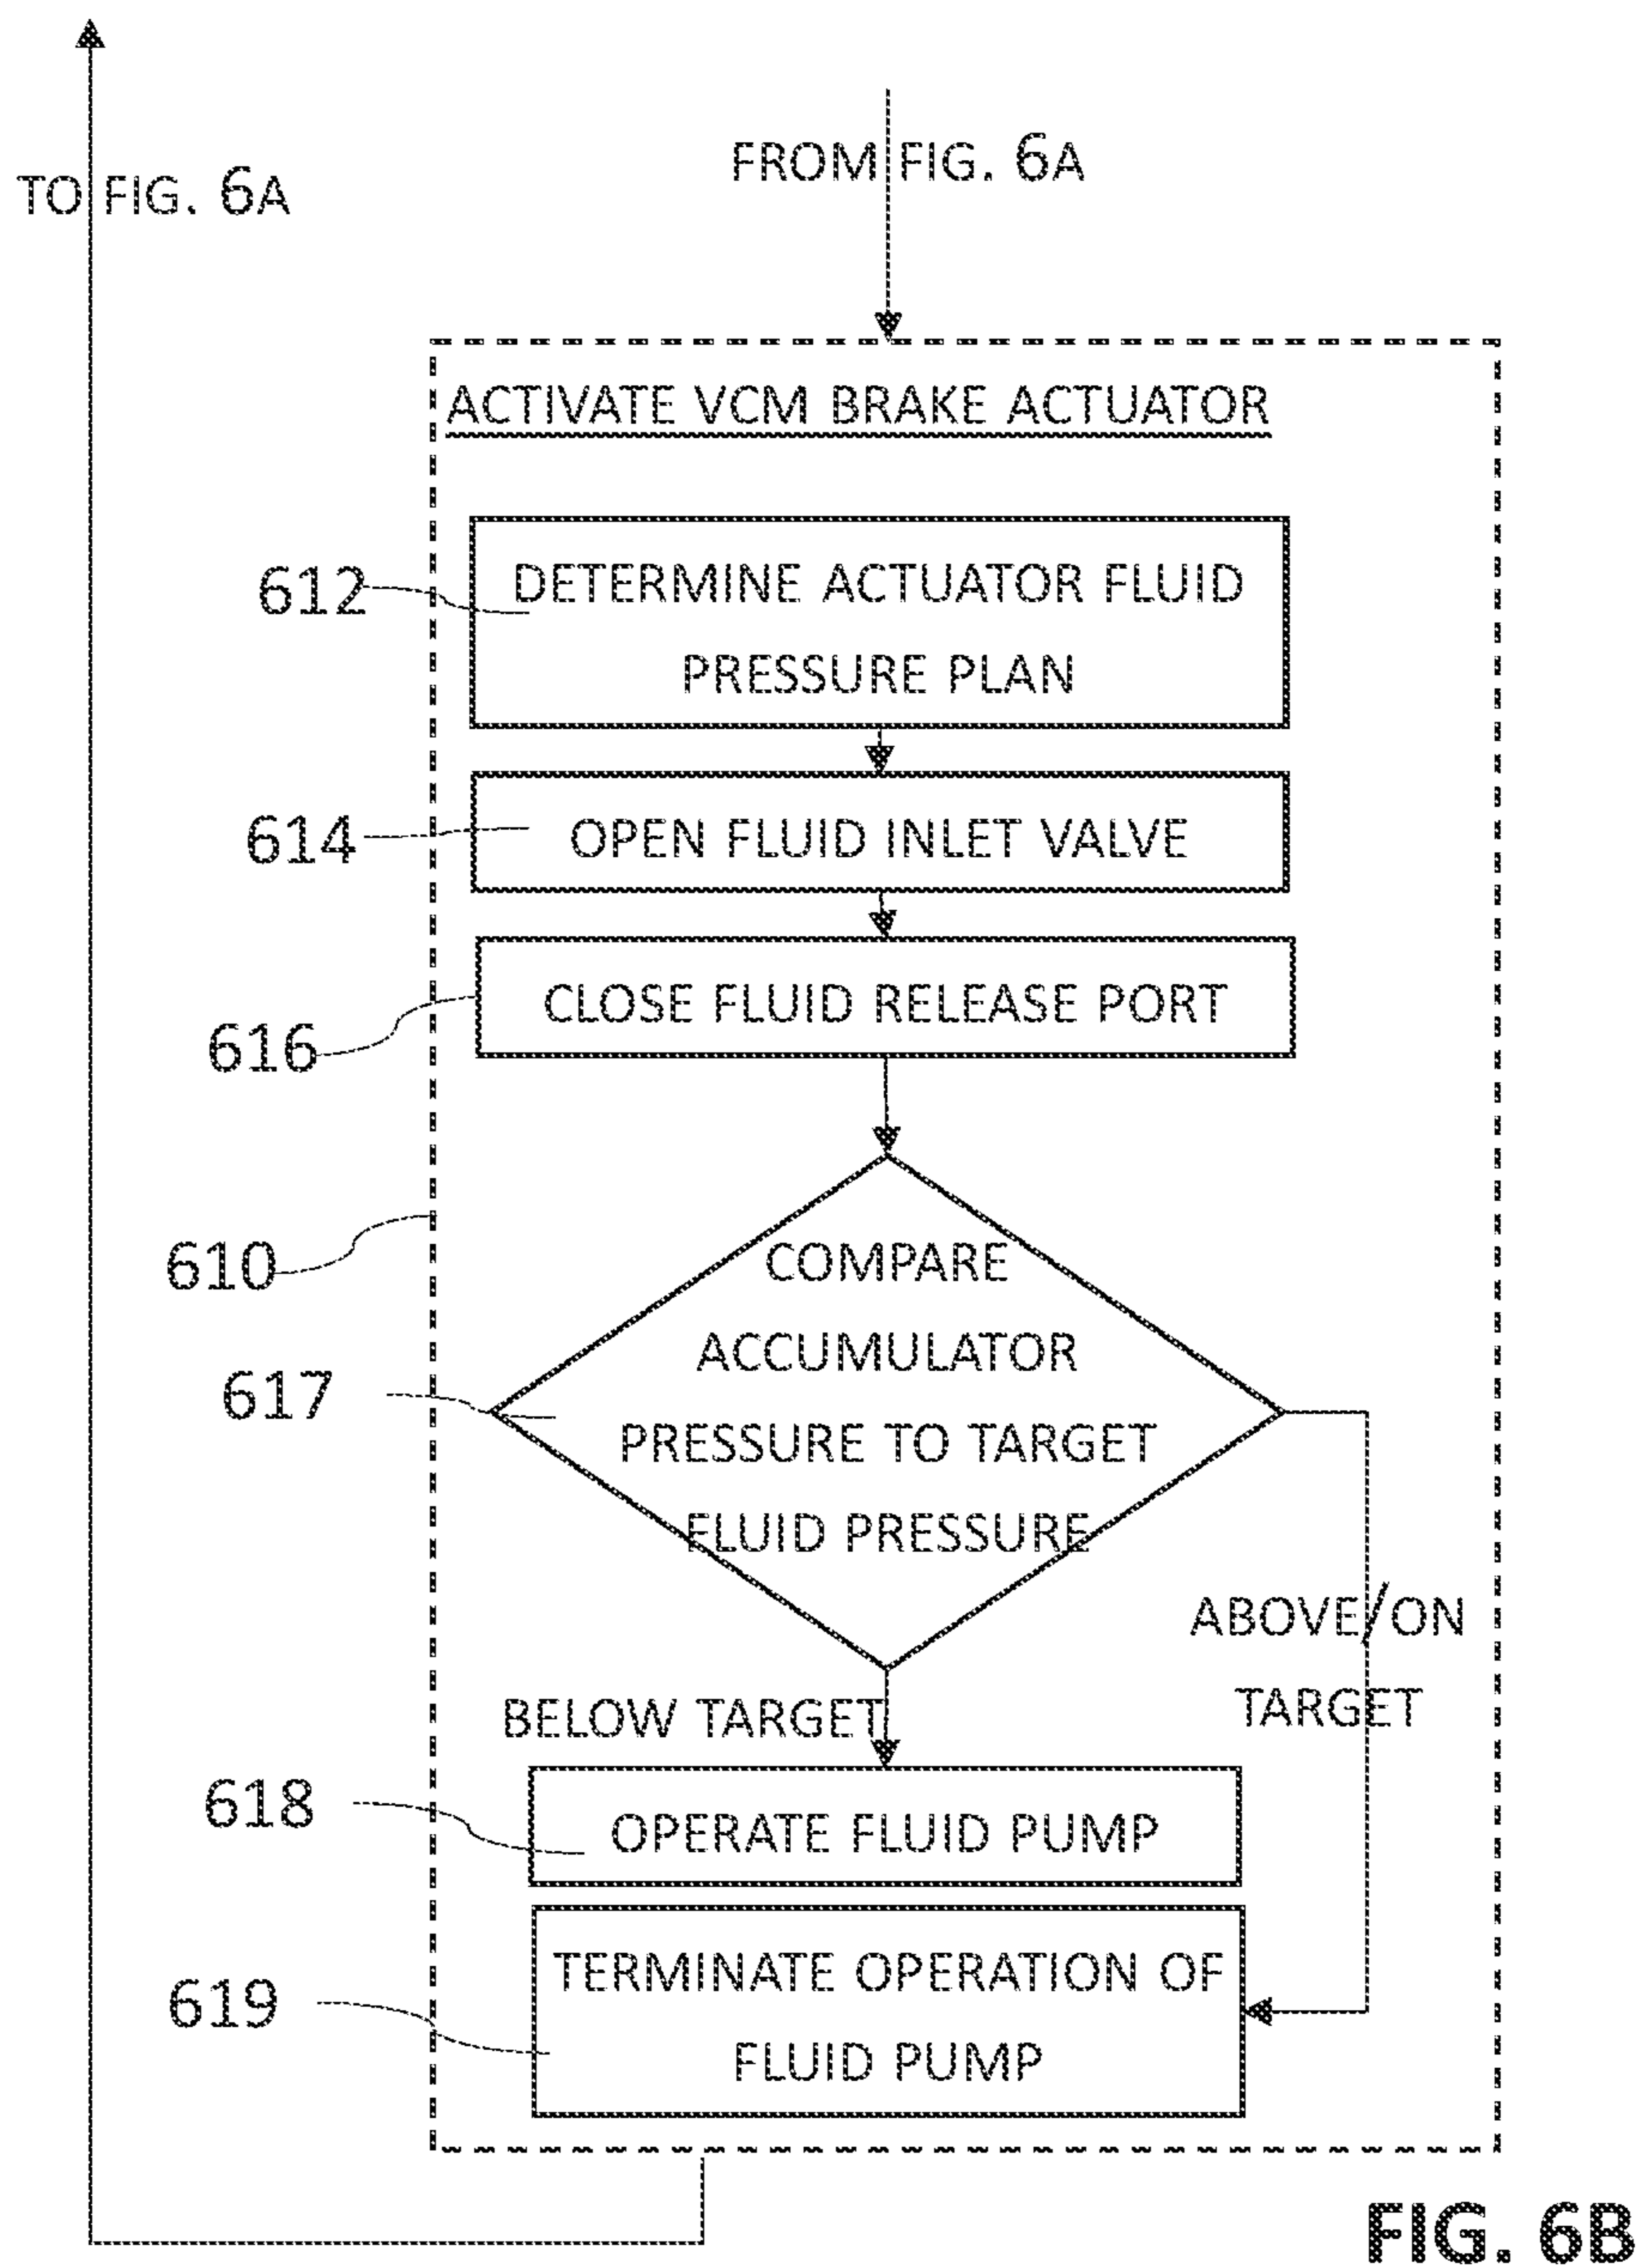 FROM FIG. 6A
TO FIG. 6A
ACTIVATE VCM BRAKE ACTUATOR
612
DETERMINE ACTUATOR FLUID
PRESSURE PLAN
614
OPEN FLUID INLET VALVE
616
CLOSE FLUID RELEASE PORT
610
617
COMPARE
ACCUMULATOR
PRESSURE TO TARGET
FLUID PRESSURE
ABOVE/ON
TARGET
BELOW TARGET
618
OPERATE FLUID PUMP
619
TERMINATE OPERATION OF
FLUID PUMP
FIG. 6B